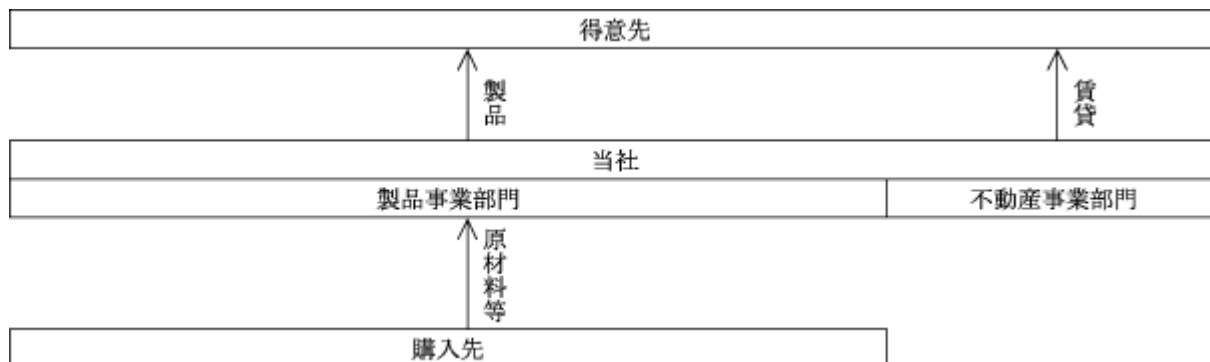 得意先
製品
賃貸
当社
製品事業部門
不動産事業部門
原材料等
購入先